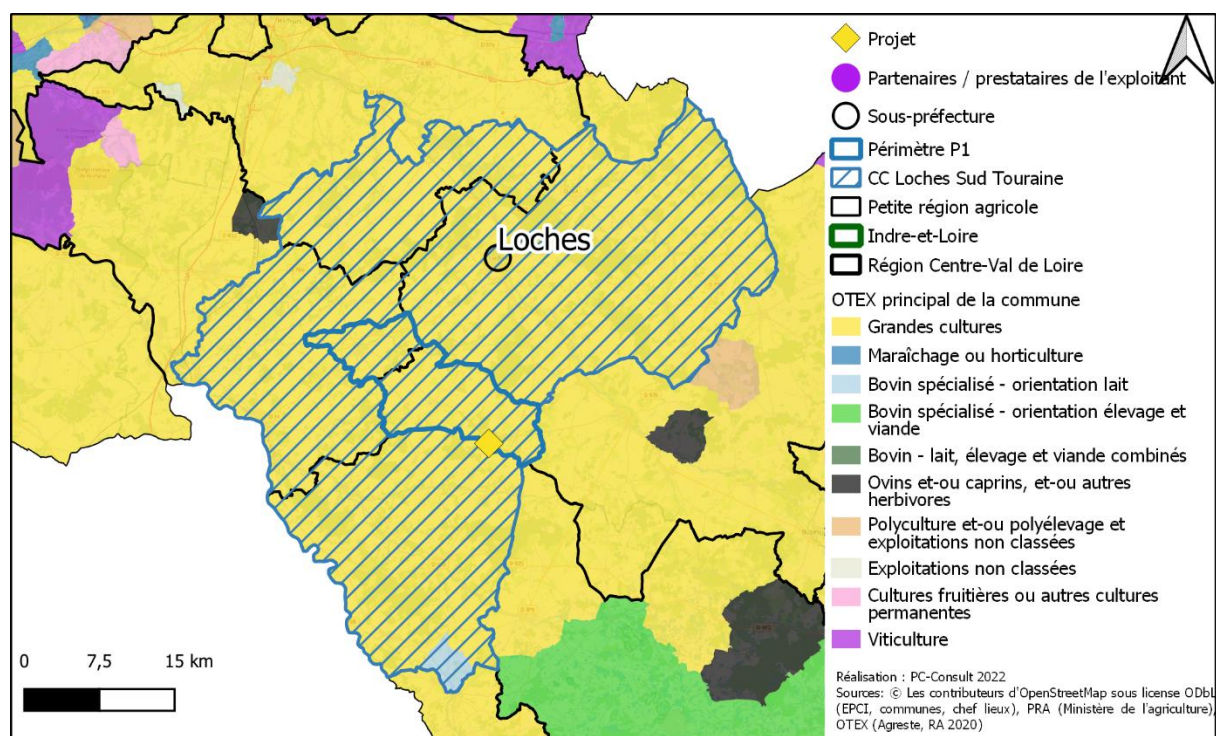 Loches
0 7,5 15 km
Projet
Partenaires / prestataires de l'exploitant
Sous-préfecture
Périmètre P1
CC Loches Sud Touraine
Petite région agricole
Indre-et-Loire
Région Centre-Val de Loire
OTEX principal de la commune
Grandes cultures
Maraîchage ou horticulture
Bovin spécialisé - orientation lait
Bovin spécialisé - orientation élevage et
viande
Bovin - lait, élevage et viande combinés
Ovins et-ou caprins, et-ou autres
herbivores
Polyculture et-ou polyélevage et
exploitations non classées
Exploitations non classées
Cultures fruitières ou autres cultures
permanentes
Viticulture
Réalisation : PC-Consult 2022
Sources: © Les contributeurs d'OpenStreetMap sous license ODbL
(EPCI, communes, chef lieux), PRA (Ministère de l'agriculture),
OTEX (Agreste, RA 2020)